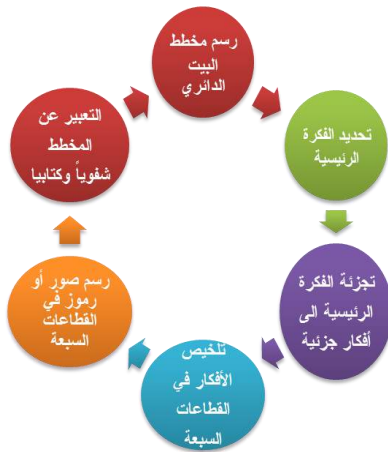 رسم مخطط
البيت
الدائري
تحديد الفكرة
الرئيسية
تجزئة الفكرة
الرئيسية الى
أفكار جزئية
تلخيص
الأفكار في
القطاعات
السبعة
رسم صور أو
رموز في
القطاعات
السبعة
التعبير عن
المخطط
شفوياً وكتابيا